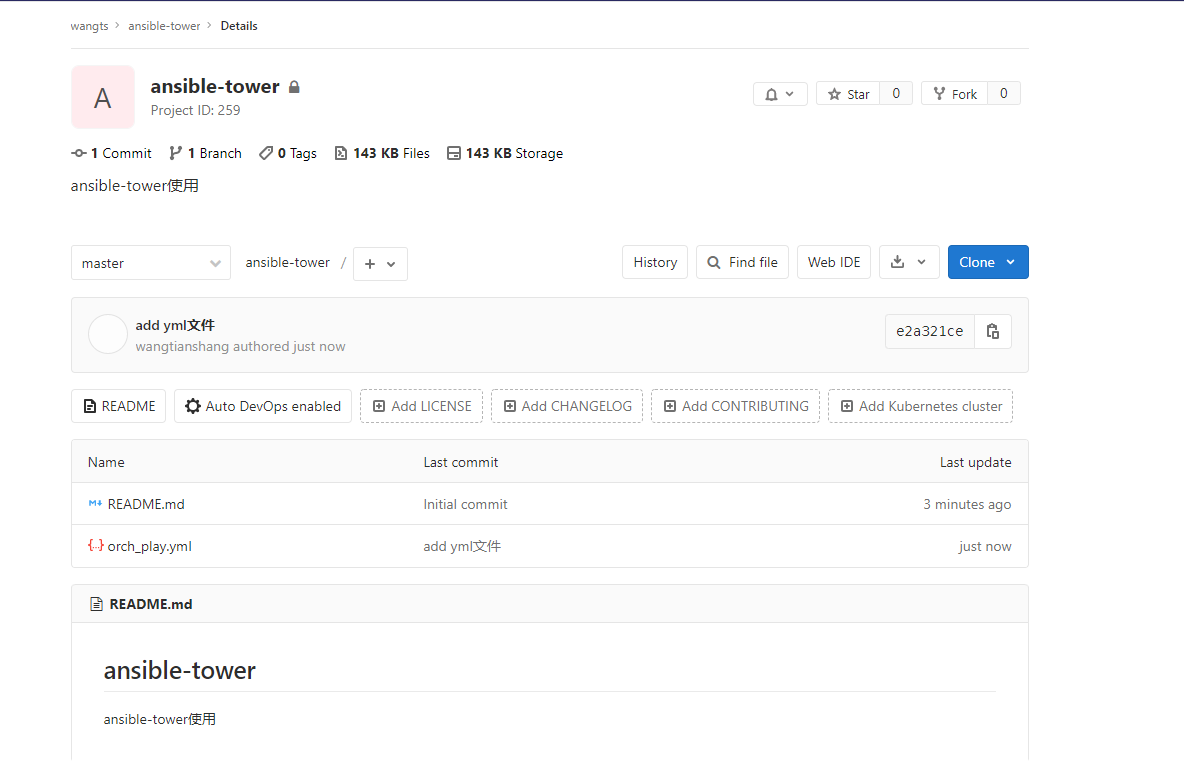 wangts > ansible-tower > Details
A
ansible-tower
Project ID: 259
Star 0 Fork 0
1 Commit 1 Branch 0 Tags 143 KB Files 143 KB Storage
ansible-tower使用
master ansible-tower / + History Find file Web IDE Clone
add yml文件
wangtianshang authored just now
e2a321ce
README Auto DevOps enabled Add LICENSE Add CHANGELOG Add CONTRIBUTING Add Kubernetes cluster
Name Last commit Last update
README.md Initial commit 3 minutes ago
orch_play.yml add yml文件 just now
README.md
ansible-tower
ansible-tower使用